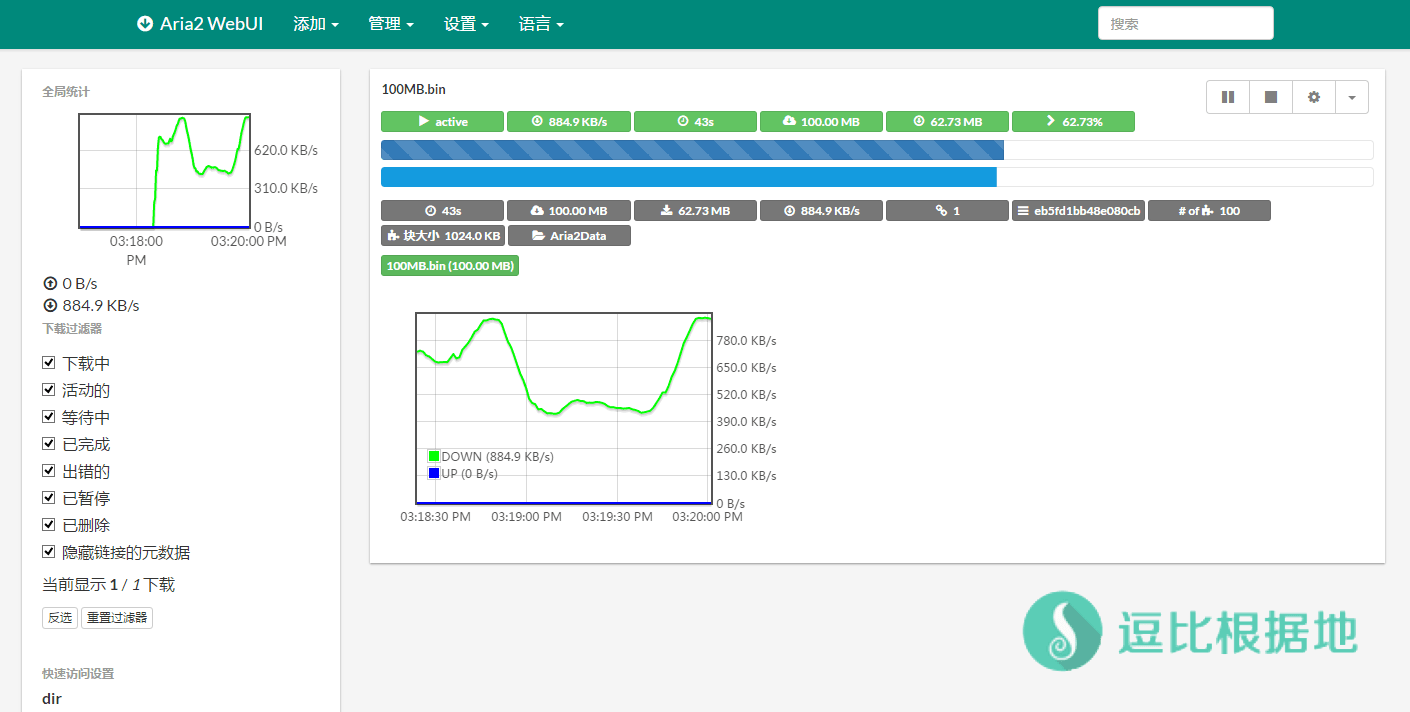 Aria2 WebUI 添加 管理 设置 语言 搜索
全局统计
620.0 KB/s
310.0 KB/s
0 B/s
03:18:00 PM 03:20:00 PM
0 B/s
884.9 KB/s
下载过滤器
下载中
活动的
等待中
已完成
出错的
已暂停
已删除
隐藏链接的元数据
当前显示 1 / 1 下载
反选 重置过滤器
快速访问设置
dir
100MB.bin
active 884.9 KB/s 43s 100.00 MB 62.73 MB 62.73%
43s 100.00 MB 62.73 MB 884.9 KB/s 1 eb5fd1bb48e080cb # of 100
块大小 1024.0 KB Aria2Data
100MB.bin (100.00 MB)
780.0 KB/s
650.0 KB/s
520.0 KB/s
390.0 KB/s
260.0 KB/s
130.0 KB/s
0 B/s
DOWN (884.9 KB/s)
UP (0 B/s)
03:18:30 PM 03:19:00 PM 03:19:30 PM 03:20:00 PM
逗比根据地